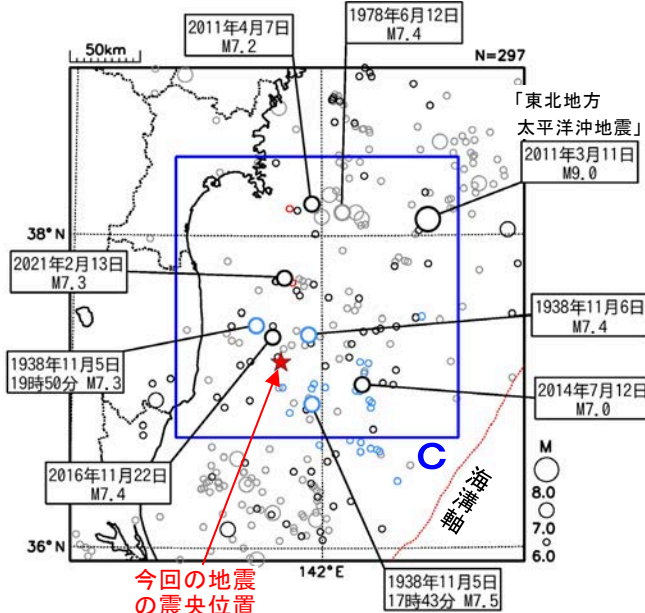 50km
2011年4月7日
M7.2
1978年6月12日
M7.4
N=297
「東北地方
太平洋沖地震」
2011年3月11日
M9.0
38°N
2021年2月13日
M7.3
1938年11月6日
M7.4
1938年11月5日
19時50分 M7.3
2014年7月12日
M7.0
C
2016年11月22日
M7.4
海溝軸
M
8.0
7.0
6.0
36°N
142°E
今回の地震
の震央位置
1938年11月5日
17時43分 M7.5